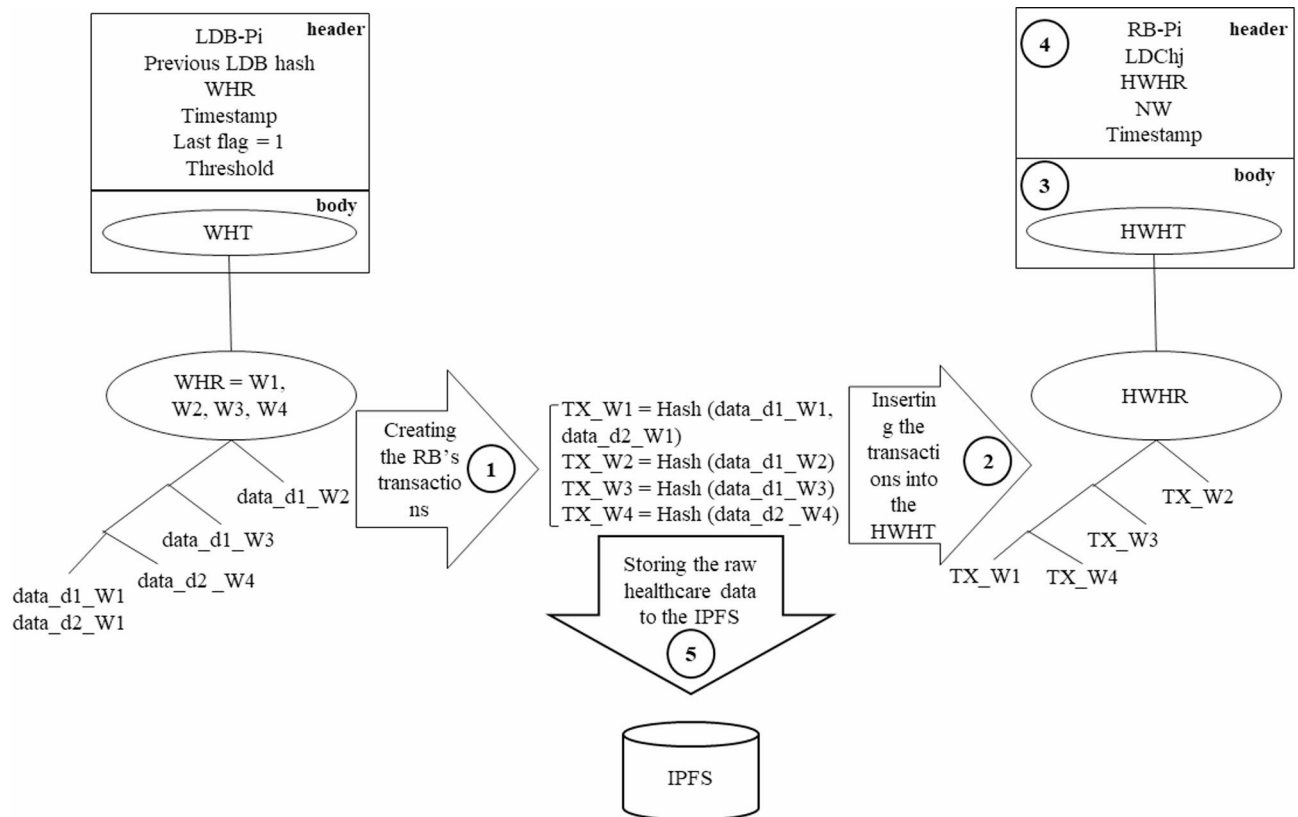 header
LDB-Pi
Previous LDB hash
WHR
Timestamp
Last flag = 1
Threshold
body
WHT
WHR = W1,
W2, W3, W4
data_d1_W2
data_d1_W3
data_d2 _W4
data_d1_W1
data_d2_W1
Creating
the RB’s
transactio
ns
1
TX_W1 = Hash (data_d1_W1,
data_d2_W1)
TX_W2 = Hash (data_d1_W2)
TX_W3 = Hash (data_d1_W3)
TX_W4 = Hash (data_d2 _W4)
Insertin
g the
transacti
ons into
the
HWHT
2
4
RB-Pi
header
LDChj
HWHR
NW
Timestamp
3
body
HWHT
HWHR
TX_W2
TX_W3
TX_W1
TX_W4
Storing the raw
healthcare data
to the IPFS
5
IPFS